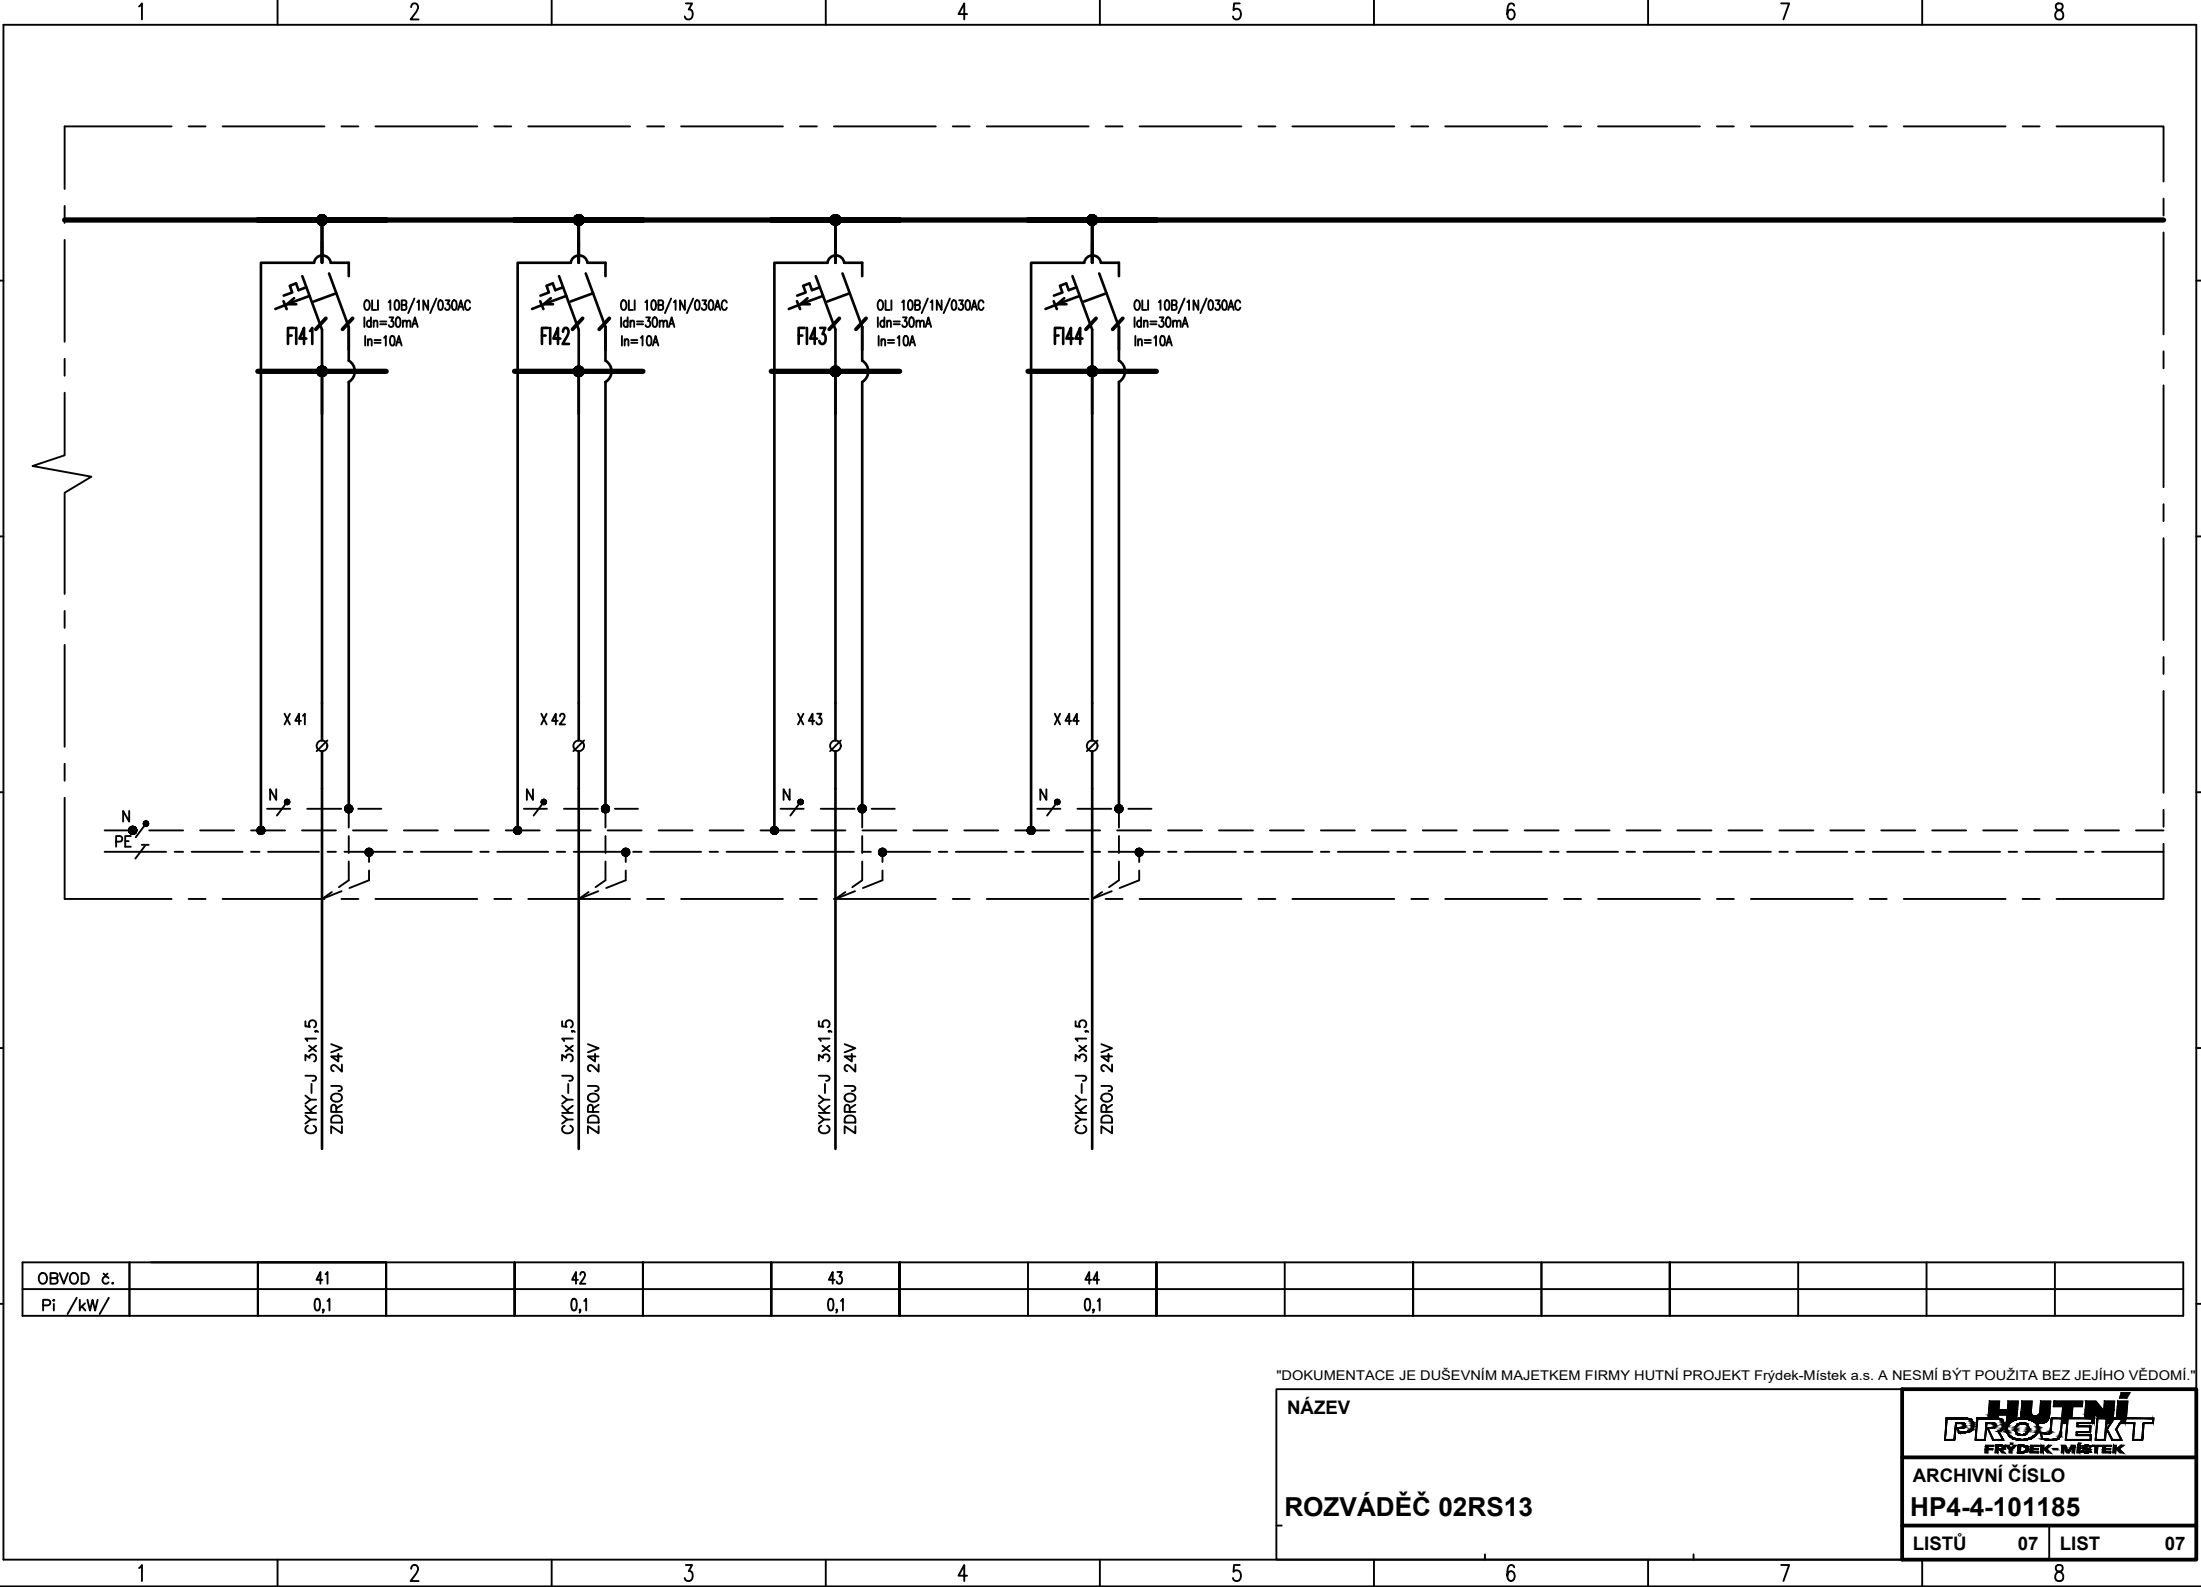 1 2 3 4 5 6 7 8
OLI 10B/1N/030AC
Idn=30mA
In=10A
FI41
OLI 10B/1N/030AC
Idn=30mA
In=10A
FI42
OLI 10B/1N/030AC
Idn=30mA
In=10A
FI43
OLI 10B/1N/030AC
Idn=30mA
In=10A
FI44
X41 X42 X43 X44
N N N N
N
PE
CYKY-J 3x1,5
ZDROJ 24V
CYKY-J 3x1,5
ZDROJ 24V
CYKY-J 3x1,5
ZDROJ 24V
CYKY-J 3x1,5
ZDROJ 24V
OBVOD č. 41 42 43 44
Pi /kW/ 0,1 0,1 0,1 0,1
"DOKUMENTACE JE DUŠEVNÍM MAJETKEM FIRMY HUTNÍ PROJEKT Frýdek-Místek a.s. A NESMÍ BÝT POUŽITA BEZ JEJÍHO VĚDOMÍ."
NÁZEV
ROZVÁDĚČ 02RS13
HUTNÍ
PROJEKT
FRÝDEK-MÍSTEK
ARCHIVNÍ ČÍSLO
HP4-4-101185
LISTŮ 07 LIST 07
1 2 3 4 5 6 7 8